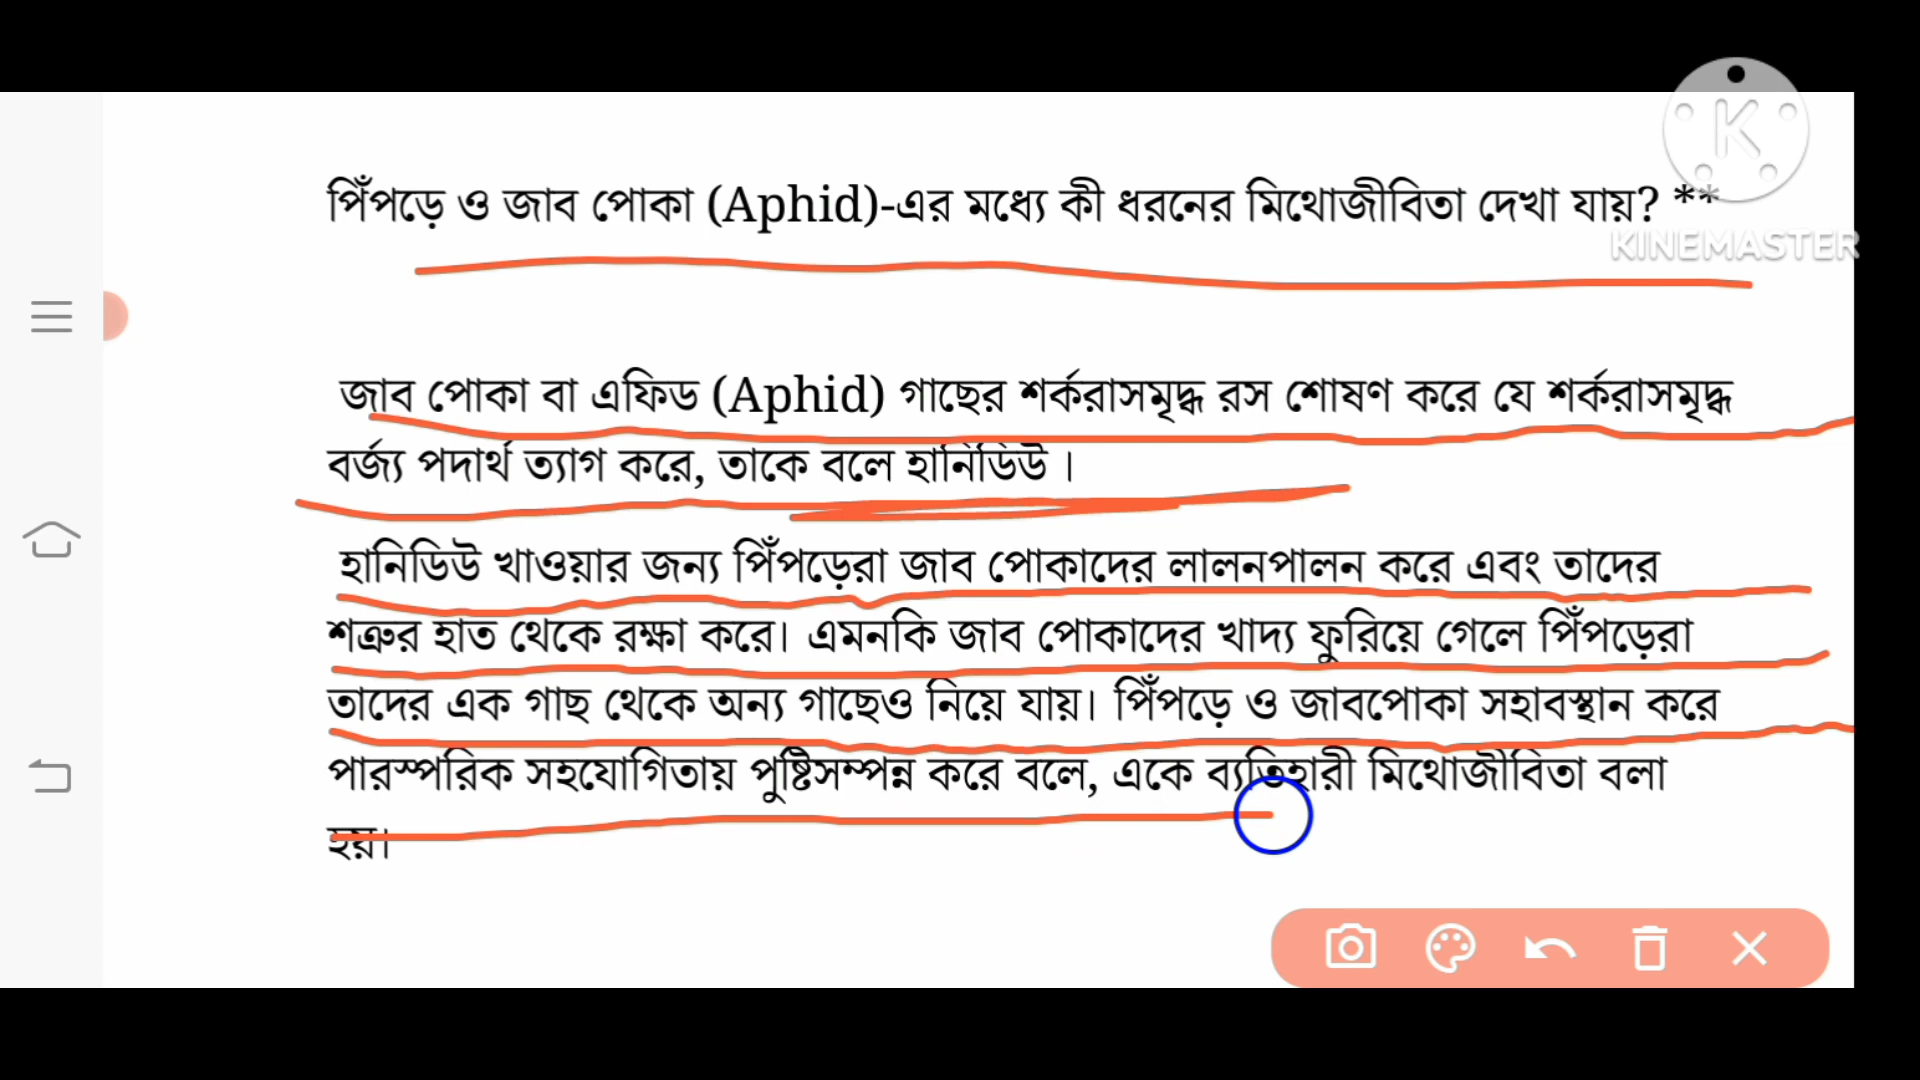 পিঁপড়ে ও জাব পোকা (Aphid)-এর মধ্যে কী ধরনের মিথোজীবিতা দেখা যায়? **
K
KINEMASTER
জাব পোকা বা এফিড (Aphid) গাছের শর্করাসমৃদ্ধ রস শোষণ করে যে শর্করাসমৃদ্ধ
বর্জ্য পদার্থ ত্যাগ করে, তাকে বলে হানিডিউ।
হানিডিউ খাওয়ার জন্য পিঁপড়েরা জাব পোকাদের লালনপালন করে এবং তাদের
শত্রুর হাত থেকে রক্ষা করে। এমনকি জাব পোকাদের খাদ্য ফুরিয়ে গেলে পিঁপড়েরা
তাদের এক গাছ থেকে অন্য গাছেও নিয়ে যায়। পিঁপড়ে ও জাবপোকা সহাবস্থান করে
পারস্পরিক সহযোগিতায় পুষ্টিসম্পন্ন করে বলে, একে ব্যতিহারী মিথোজীবিতা বলা
হয়।